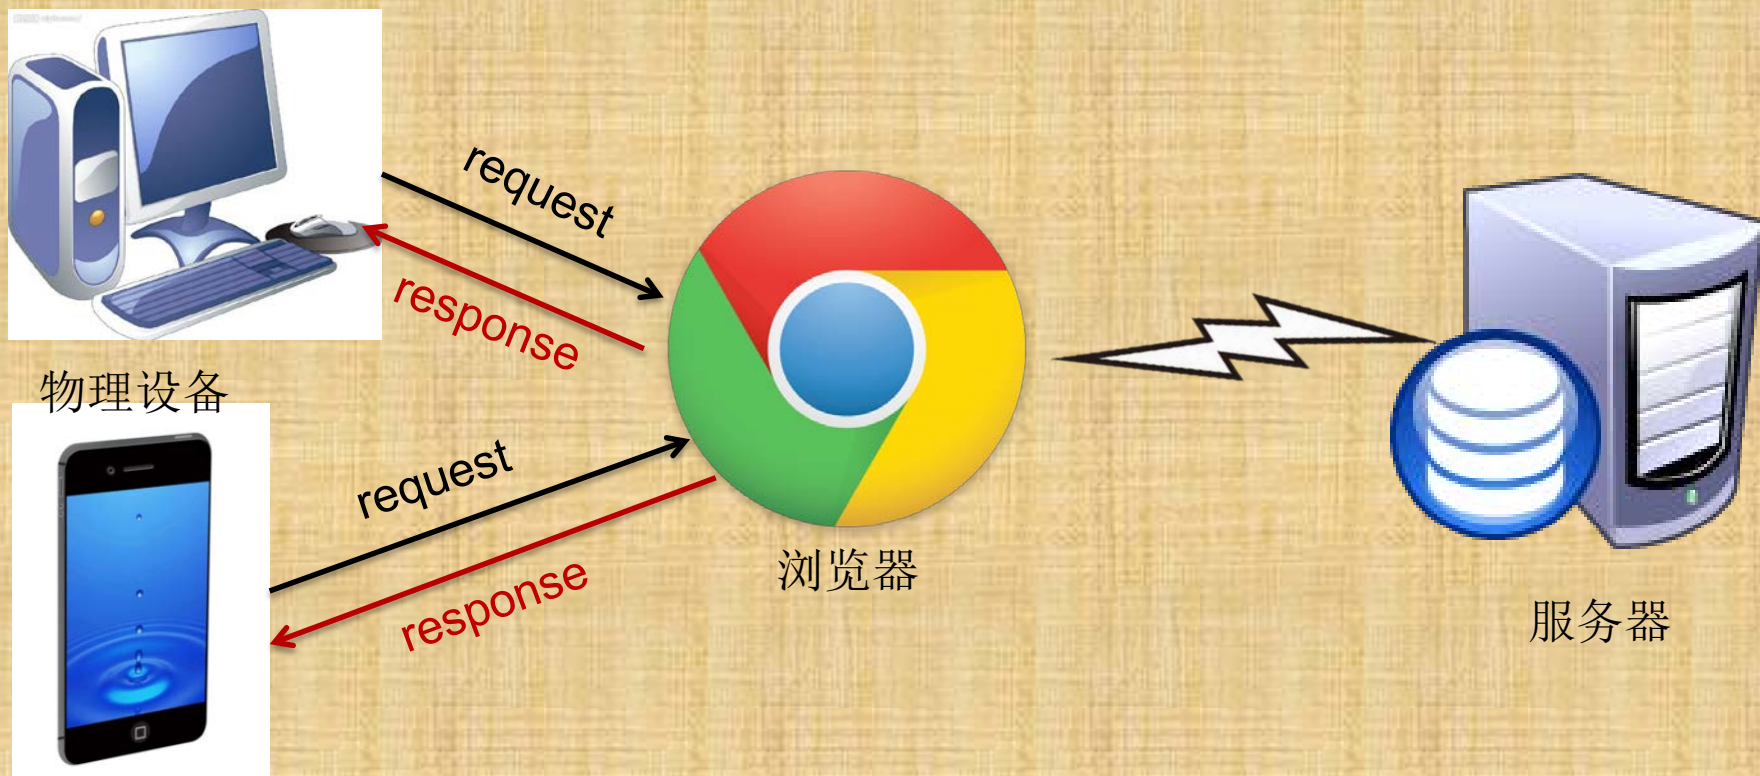 request
response
物理设备
request
response
浏览器
服务器